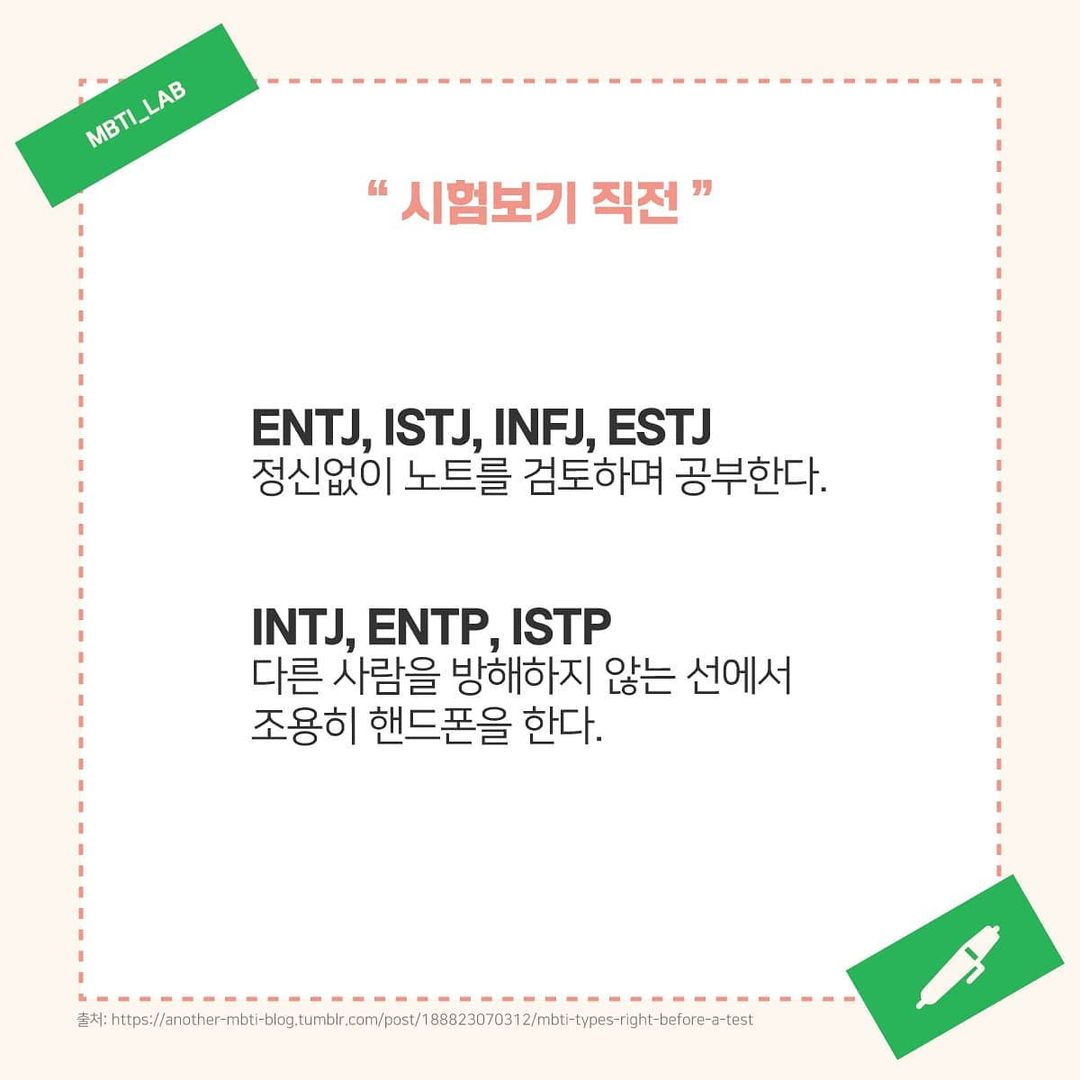 MBTI_LAB
“ 시험보기 직전 ”
ENTJ, ISTJ, INFJ, ESTJ
정신없이 노트를 검토하며 공부한다.
INTJ, ENTP, ISTP
다른 사람을 방해하지 않는 선에서
조용히 핸드폰을 한다.
출처: https://another-mbti-blog.tumblr.com/post/188823070312/mbti-types-right-before-a-test